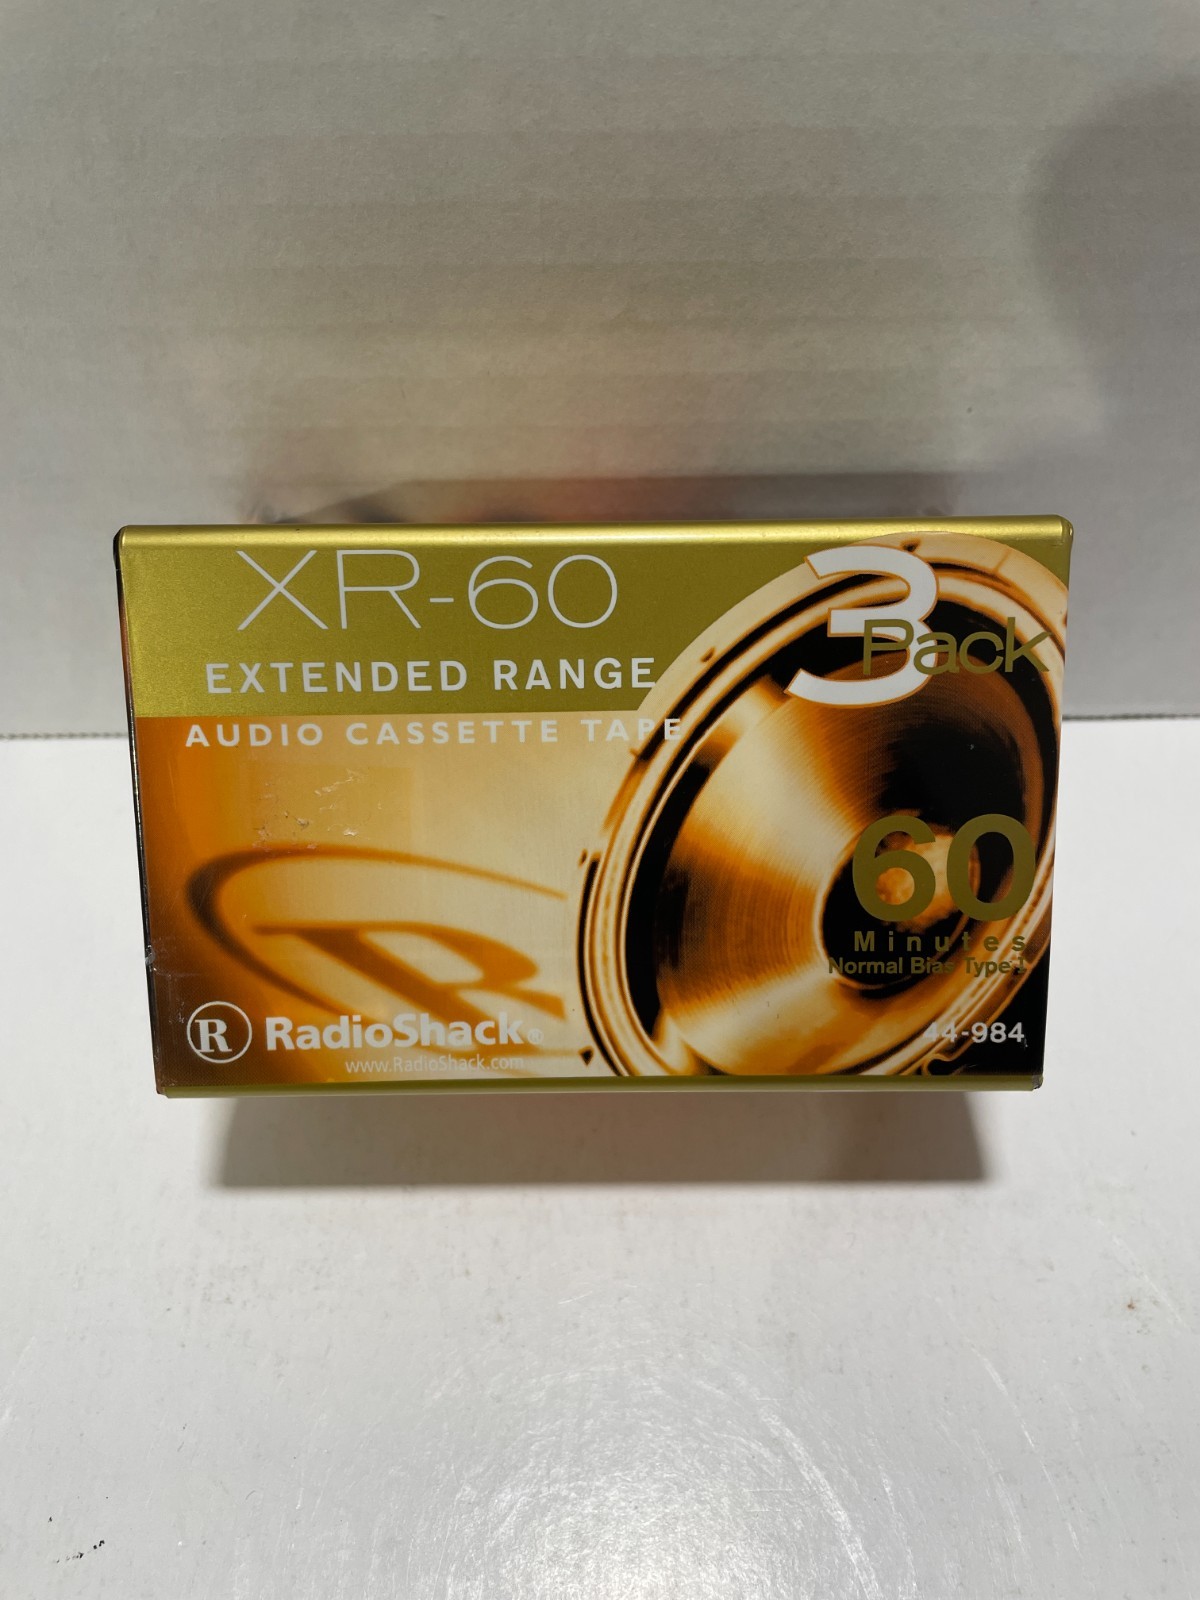 XR-60
EXTENDED RANGE
AUDIO CASSETTE TAPE
3
Pack
60
Minutes
Normal Bias Type I
R RadioShack®
www.RadioShack.com
44-984